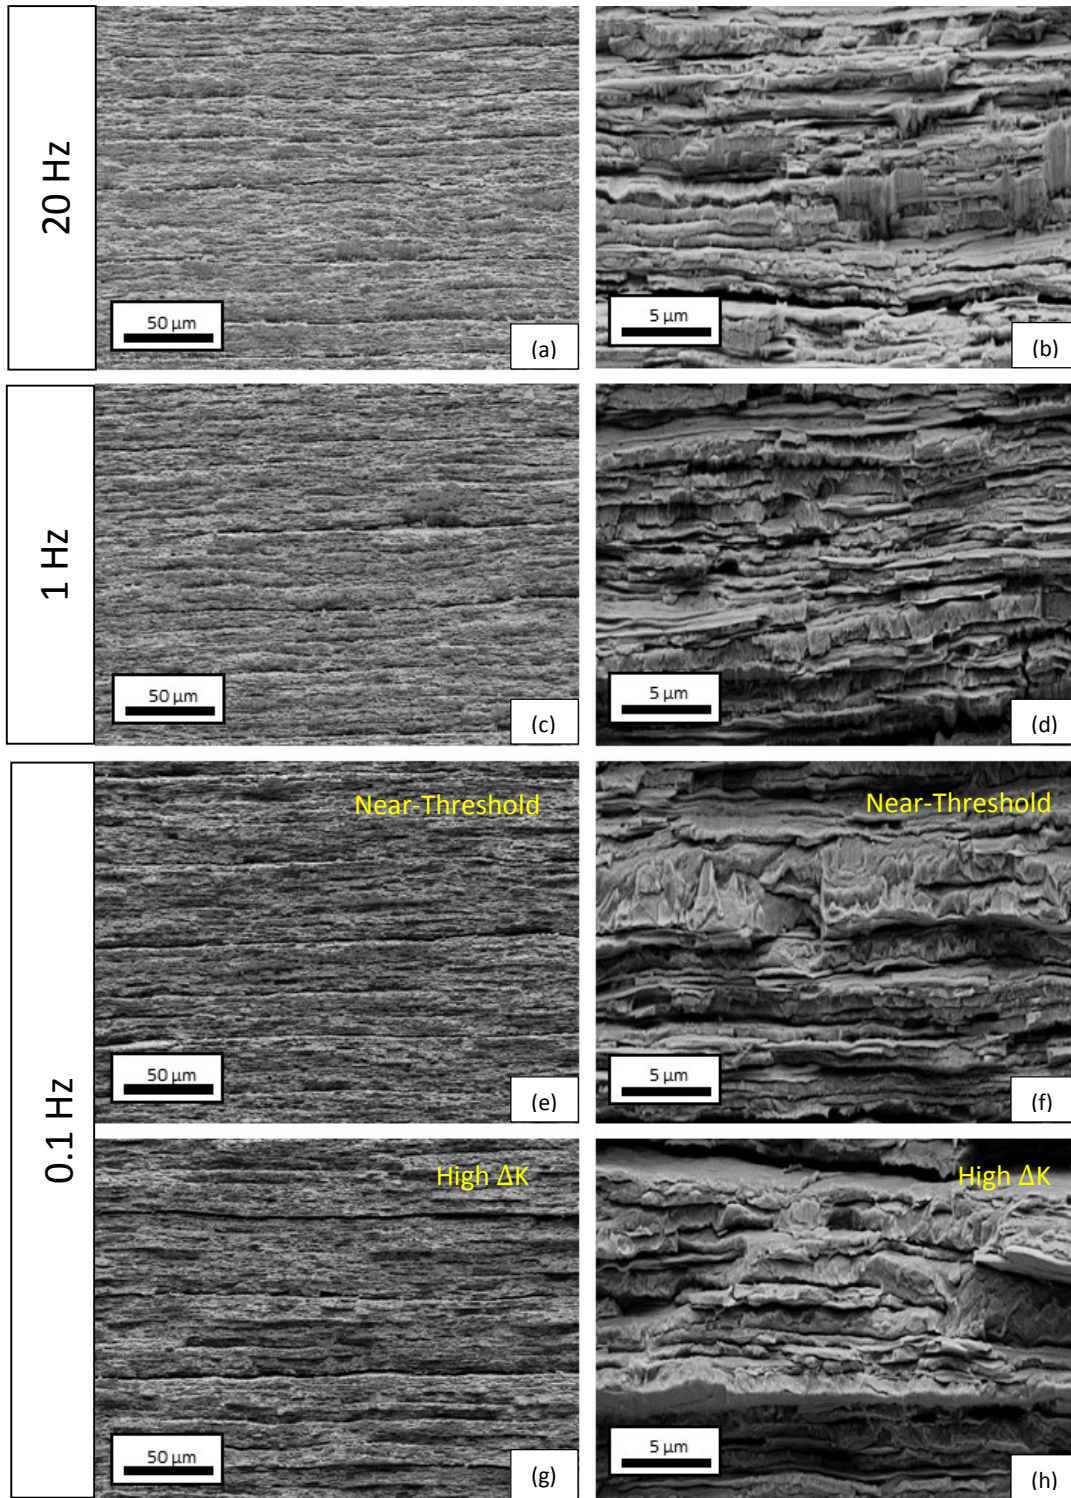 20 Hz
50 µm
(a)
5 µm
(b)
1 Hz
50 µm
(c)
5 µm
(d)
0.1 Hz
Near-Threshold
50 µm
(e)
Near-Threshold
5 µm
(f)
High ΔK
50 µm
(g)
High ΔK
5 µm
(h)